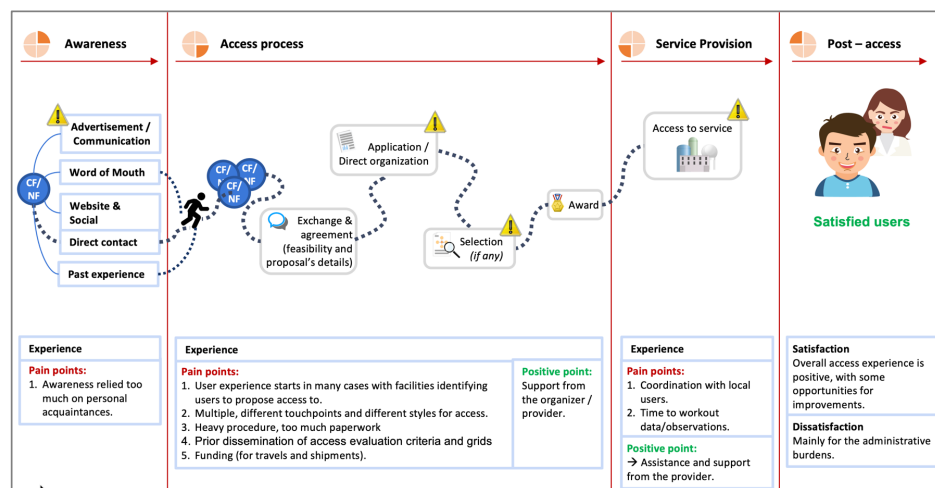 Awareness
Access process
Service Provision
Post – access
Advertisement /
Communication
Word of Mouth
Website &
Social
Direct contact
Past experience
CF/
NF
CF/
NF
CF/
CF/
NF
Exchange &
agreement
(feasibility and
proposal's details)
Application /
Direct organization
Selection
(if any)
Award
Access to service
Satisfied users
Experience
Pain points:
1. Awareness relied too
much on personal
acquaintances.
Experience
Pain points:
1. User experience starts in many cases with facilities identifying
users to propose access to.
2. Multiple, different touchpoints and different styles for access.
3. Heavy procedure, too much paperwork
4. Prior dissemination of access evaluation criteria and grids
5. Funding (for travels and shipments).
Positive point:
Support from
the organizer /
provider.
Experience
Pain points:
1. Coordination with local
users.
2. Time to workout
data/observations.
Positive point:
→ Assistance and support
from the provider.
Satisfaction
Overall access experience is
positive, with some
opportunities for
improvements.
Dissatisfaction
Mainly for the administrative
burdens.